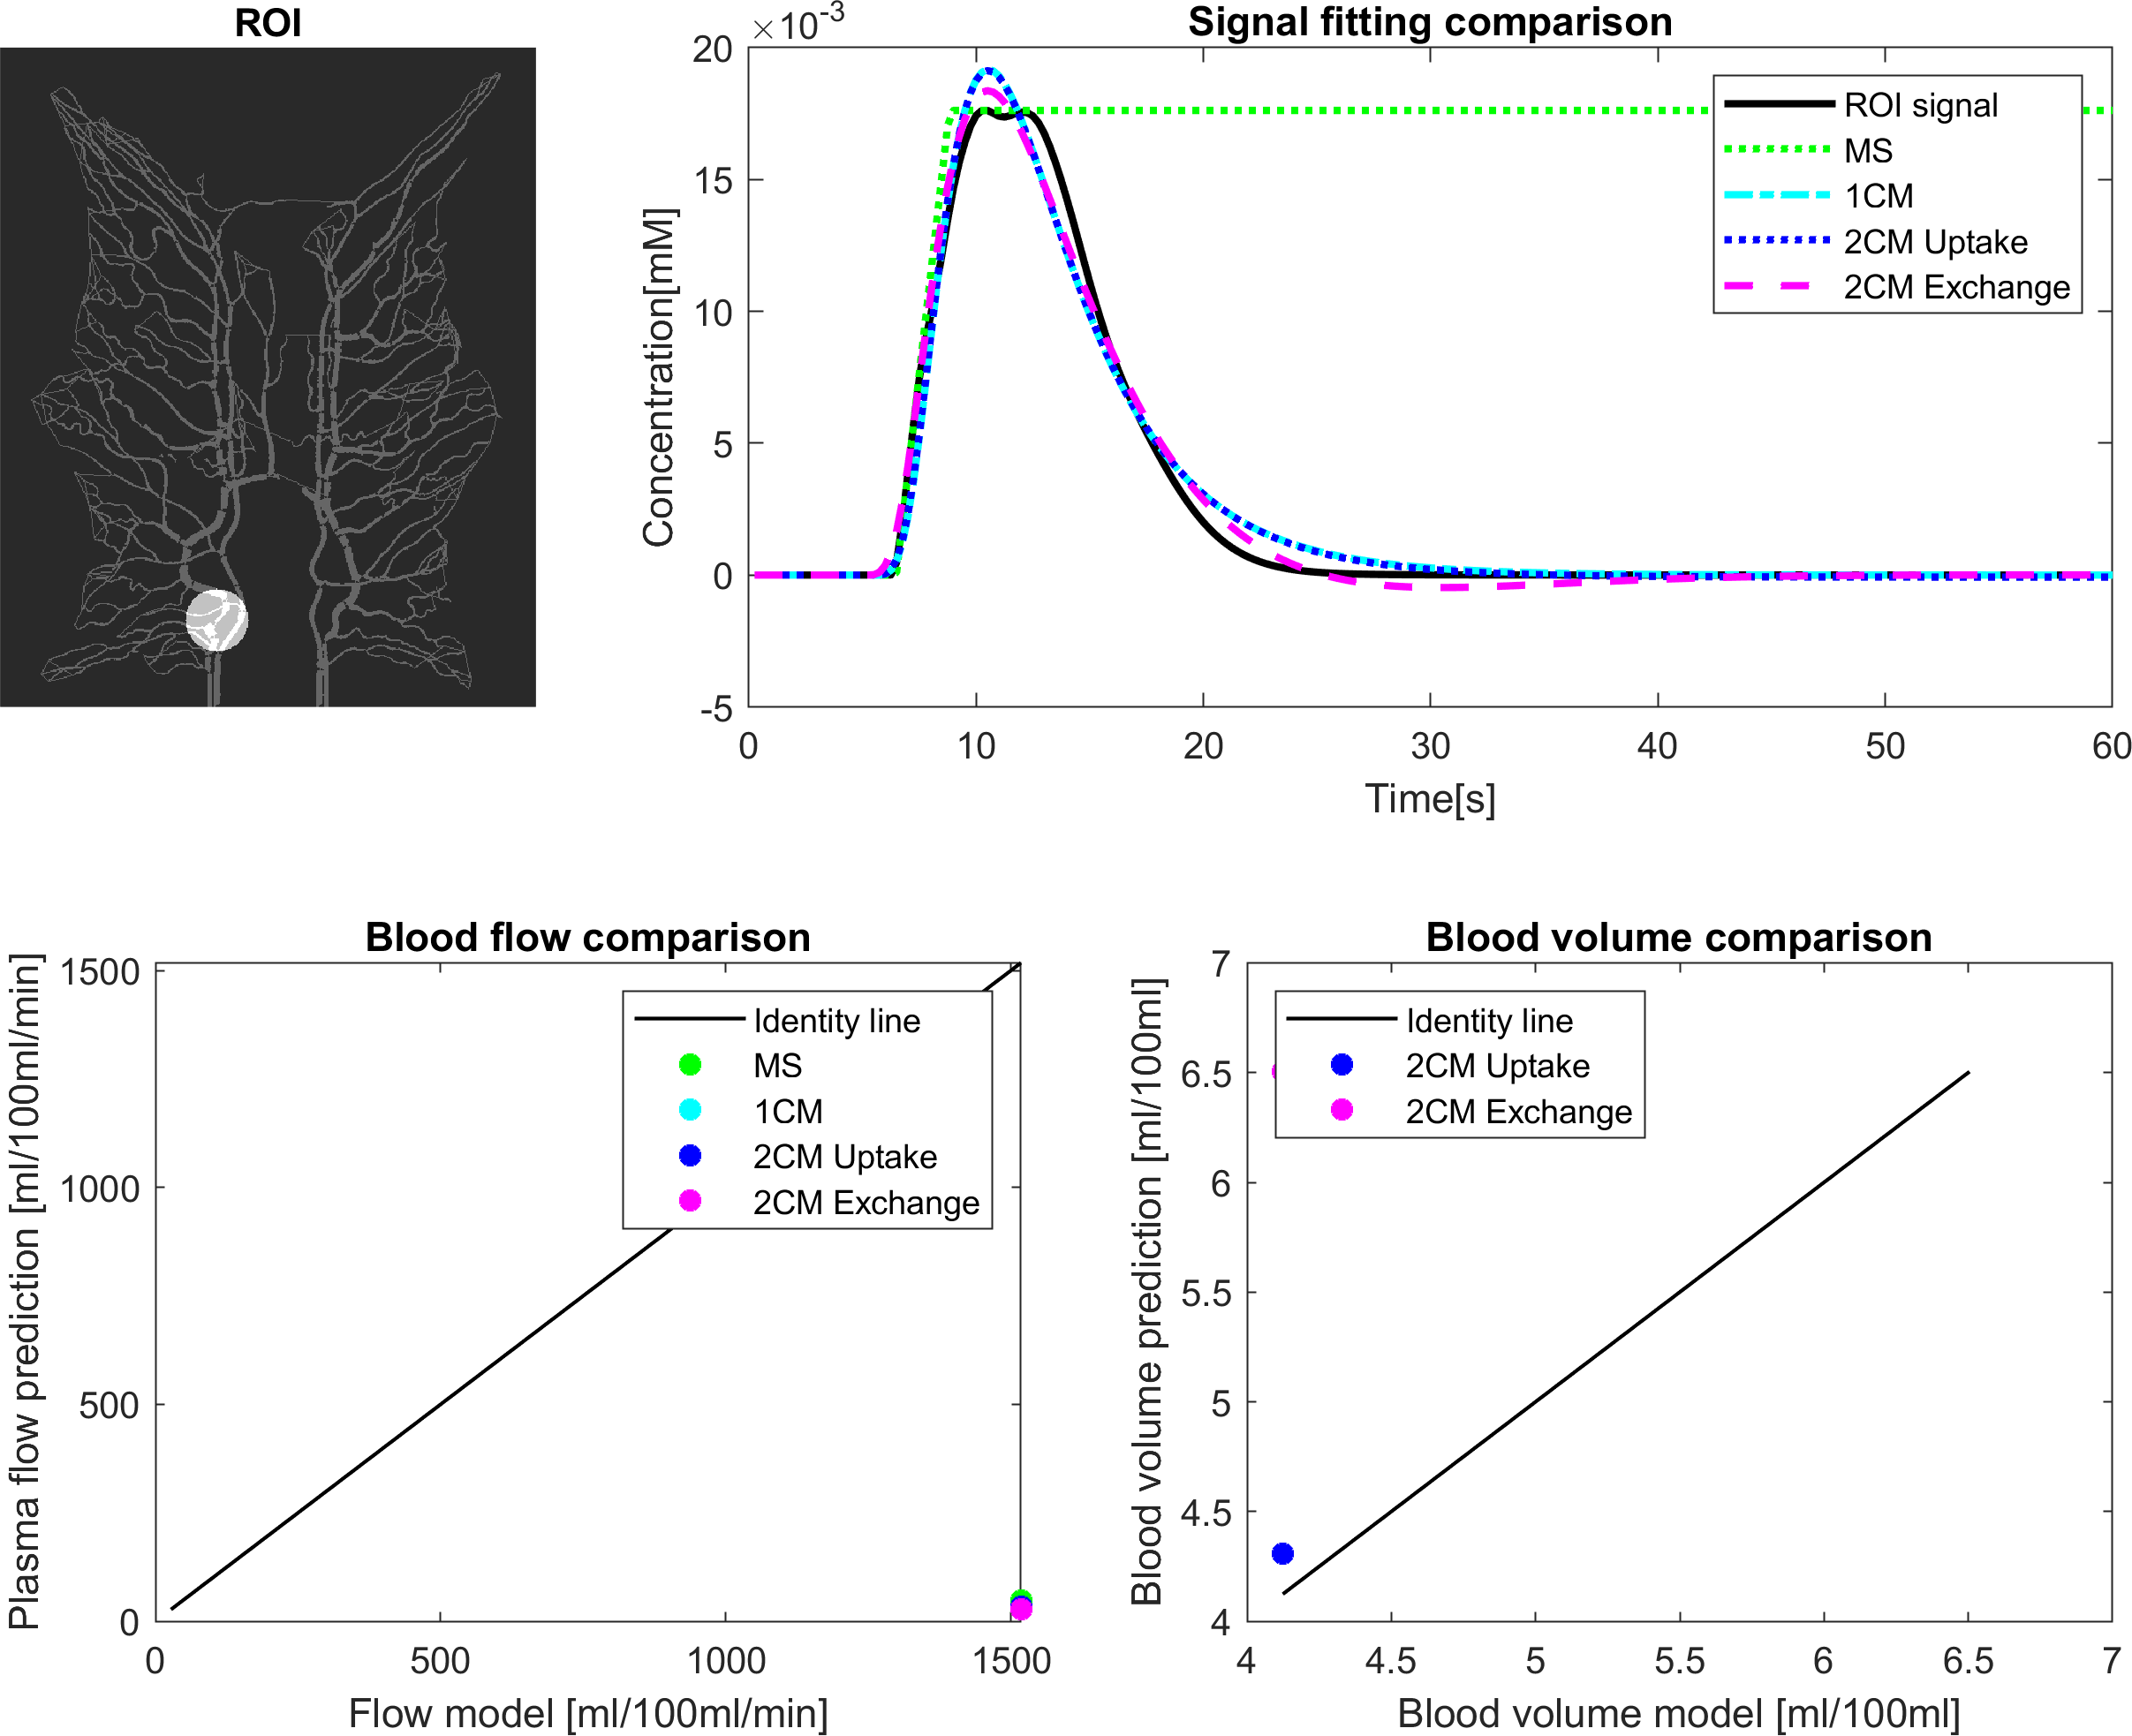 ROI
Signal fitting comparison
×10-3
20
15
10
5
0
-5
Concentration[mM]
0 10 20 30 40 50 60
Time[s]
ROI signal
MS
1CM
2CM Uptake
2CM Exchange
Blood flow comparison
Plasma flow prediction [ml/100ml/min]
1500
1000
500
0
0 500 1000 1500
Flow model [ml/100ml/min]
Identity line
MS
1CM
2CM Uptake
2CM Exchange
Blood volume comparison
Blood volume prediction [ml/100ml]
7
6.5
6
5.5
5
4.5
4
4 4.5 5 5.5 6 6.5 7
Blood volume model [ml/100ml]
Identity line
2CM Uptake
2CM Exchange